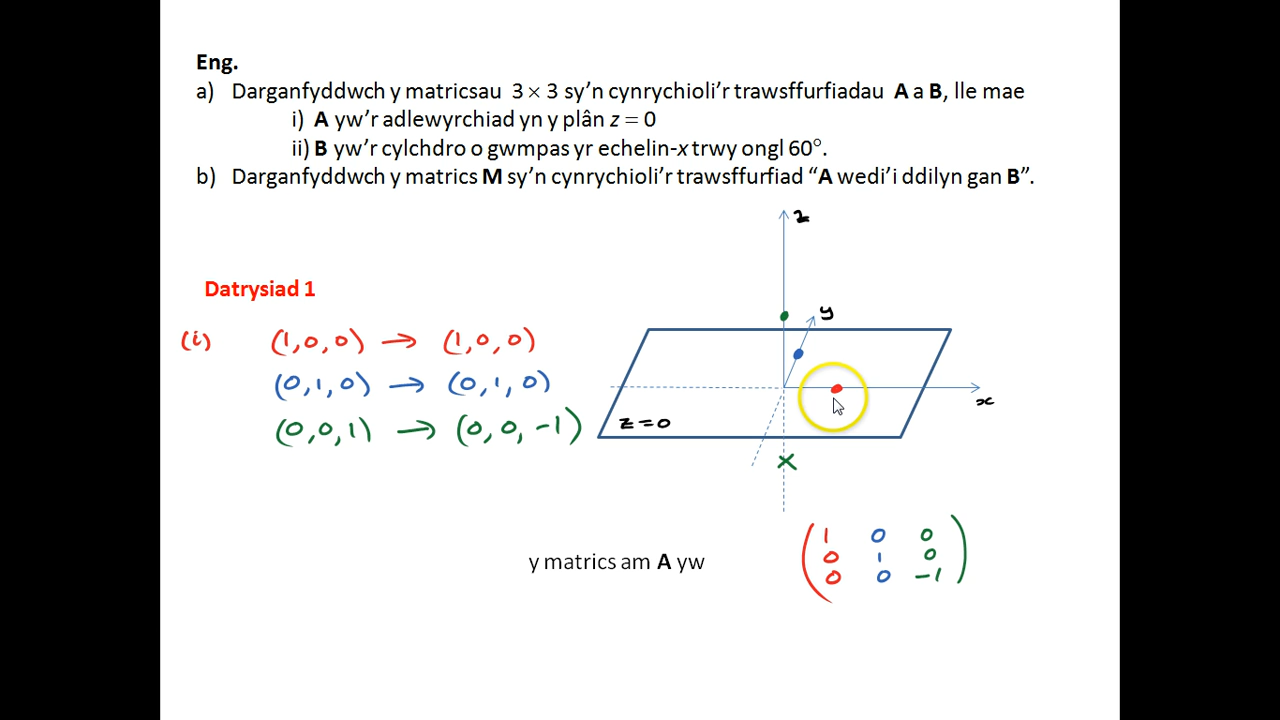 Eng.
a) Darganfyddwch y matricsau 3 × 3 sy'n cynrychioli'r trawsffurfiadau A a B, lle mae
i) A yw'r adlewyrchiad yn y plân z = 0
ii) B yw'r cylchdro o gwmpas yr echelin-x trwy ongl 60°.
b) Darganfyddwch y matrics M sy'n cynrychioli'r trawsffurfiad “A wedi'i ddilyn gan B”.
z
Datrysiad 1
y
(i) (1,0,0) → (1,0,0)
(0,1,0) → (0,1,0)
x
(0,0,1) → (0,0,-1)
z=0
y matrics am A yw
1 0 0
0 1 0
0 0 -1